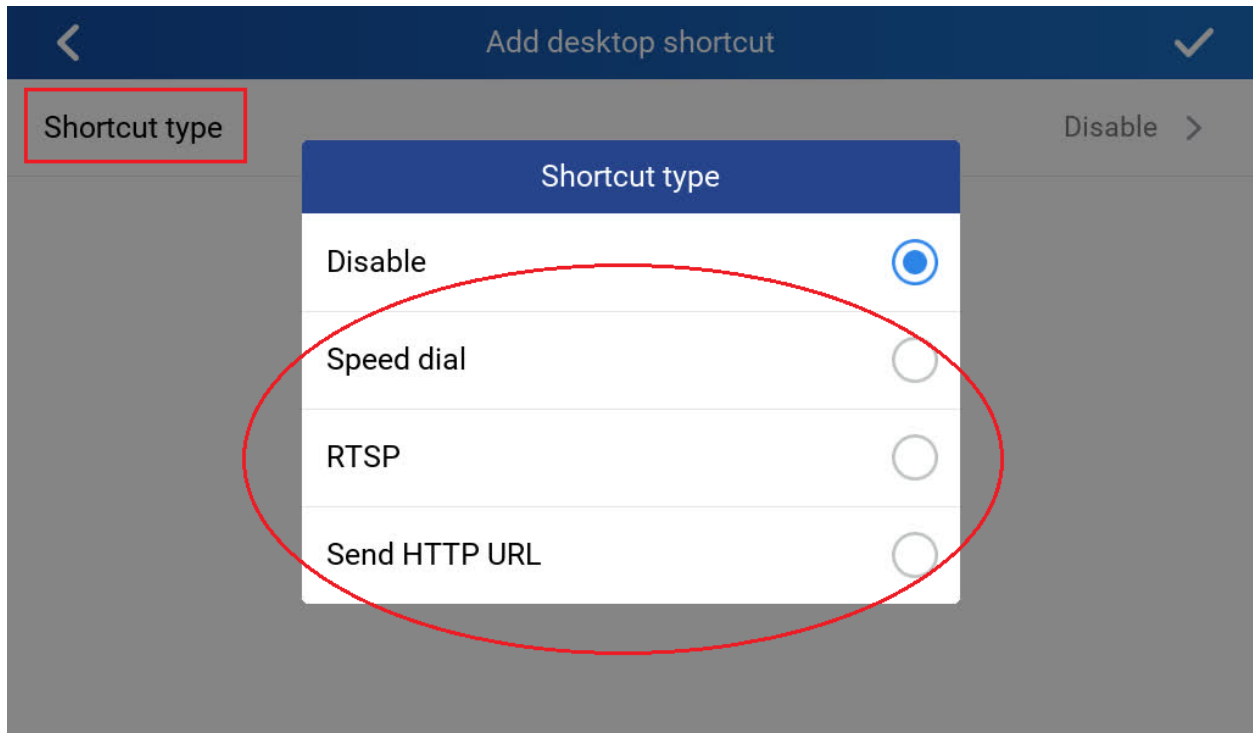 Add desktop shortcut
Shortcut type
Disable
Shortcut type
Disable
Speed dial
RTSP
Send HTTP URL